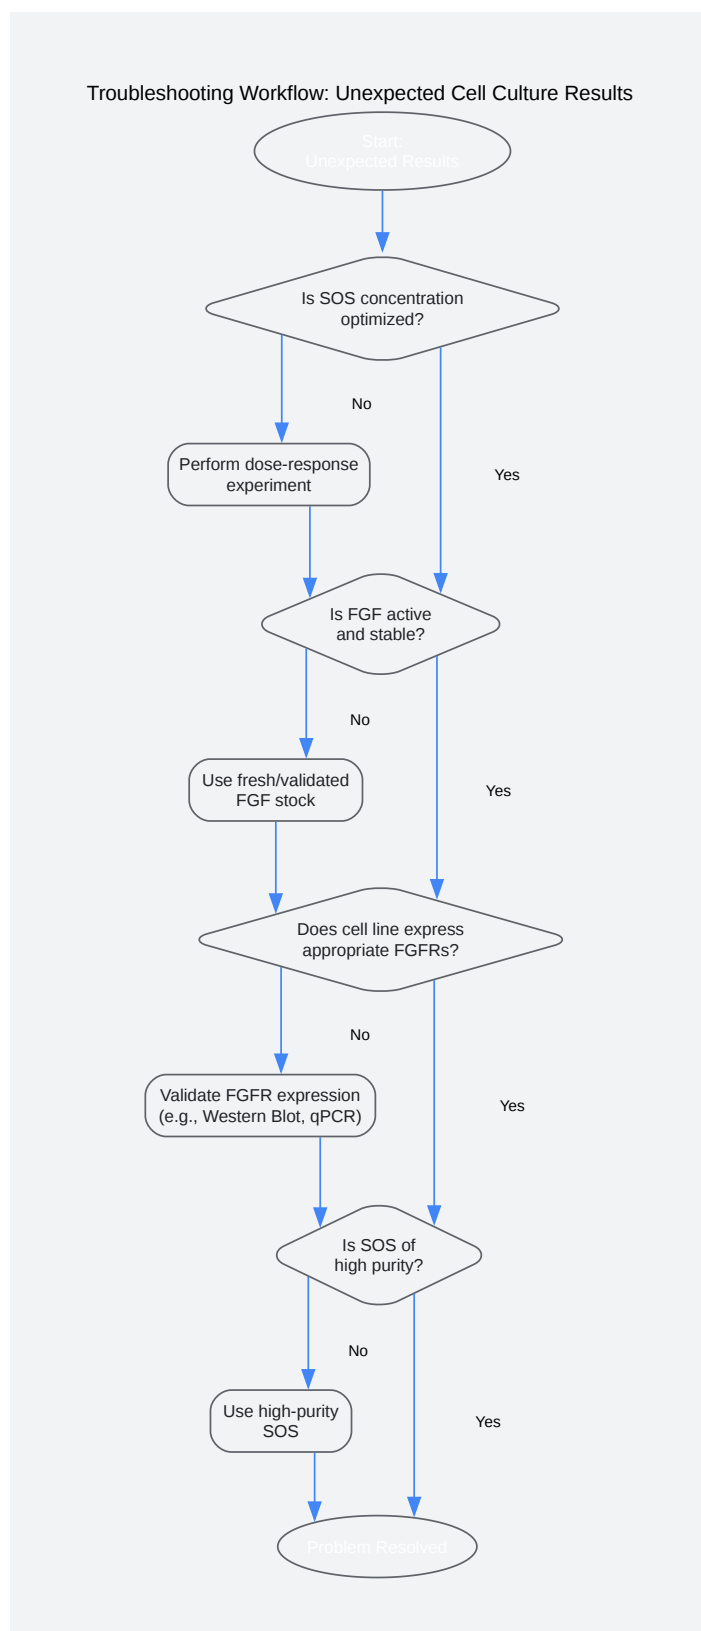 Troubleshooting Workflow: Unexpected Cell Culture Results
Start:
Unexpected Results
Is SOS concentration
optimized?
No
Perform dose-response
experiment
Yes
Is FGF active
and stable?
No
Use fresh/validated
FGF stock
Yes
Does cell line express
appropriate FGFRs?
No
Validate FGFR expression
(e.g., Western Blot, qPCR)
Yes
Is SOS of
high purity?
No
Use high-purity
SOS
Yes
Problem Resolved